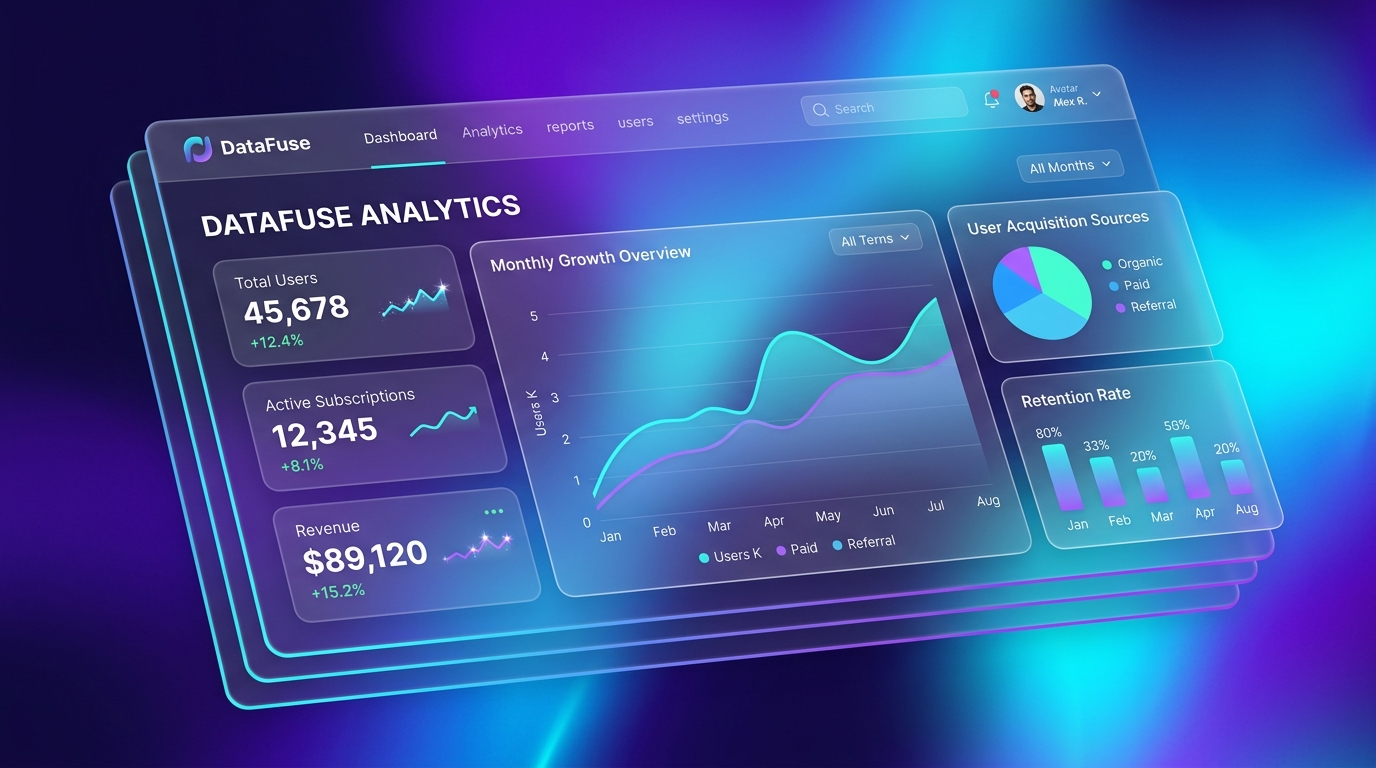 DataFuse
Dashboard
Analytics
reports
users
settings
Search
Avatar
Mex R.
All Months
DATAFUSE ANALYTICS
Total Users
45,678
+12.4%
Active Subscriptions
12,345
+8.1%
Revenue
$89,120
+15.2%
Monthly Growth Overview
All Terns
Users K
5
4
3
2
1
0
Jan
Feb
Mar
Apr
May
Jun
Jul
Aug
Users K
Paid
Referral
User Acquisition Sources
Organic
Paid
Referral
Retention Rate
80%
33%
20%
56%
20%
Jan
Feb
Mar
Apr
Aug